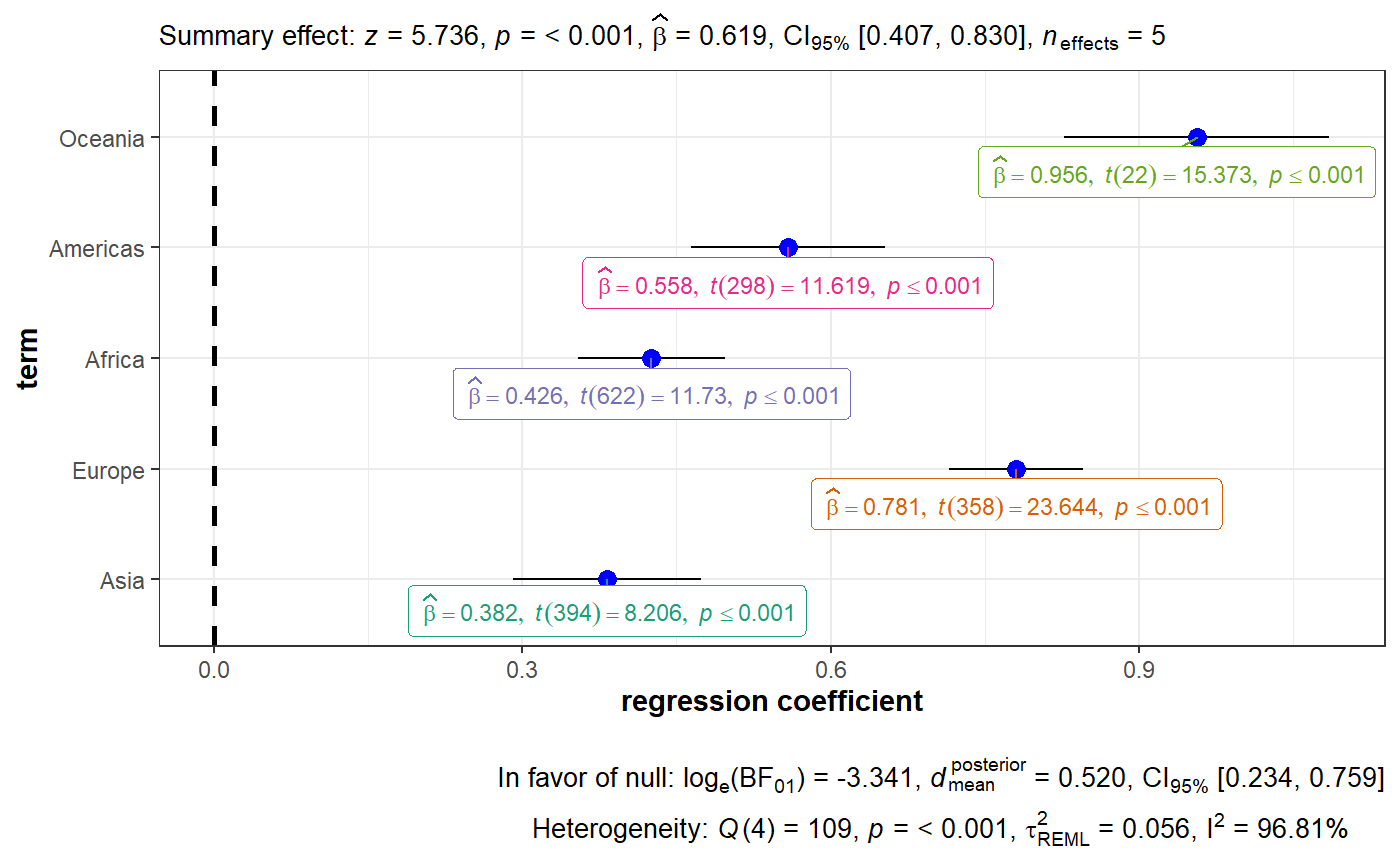 Summary effect: z = 5.736, p = < 0.001, β̂ = 0.619, CI95% [0.407, 0.830], neffects = 5
term
Oceania
β̂ = 0.956, t(22) = 15.373, p ≤ 0.001
Americas
β̂ = 0.558, t(298) = 11.619, p ≤ 0.001
Africa
β̂ = 0.426, t(622) = 11.73, p ≤ 0.001
Europe
β̂ = 0.781, t(358) = 23.644, p ≤ 0.001
Asia
β̂ = 0.382, t(394) = 8.206, p ≤ 0.001
0.0 0.3 0.6 0.9
regression coefficient
In favor of null: loge(BF01) = -3.341, d posterior mean = 0.520, CI95% [0.234, 0.759]
Heterogeneity: Q(4) = 109, p = < 0.001, τ²REML = 0.056, I² = 96.81%